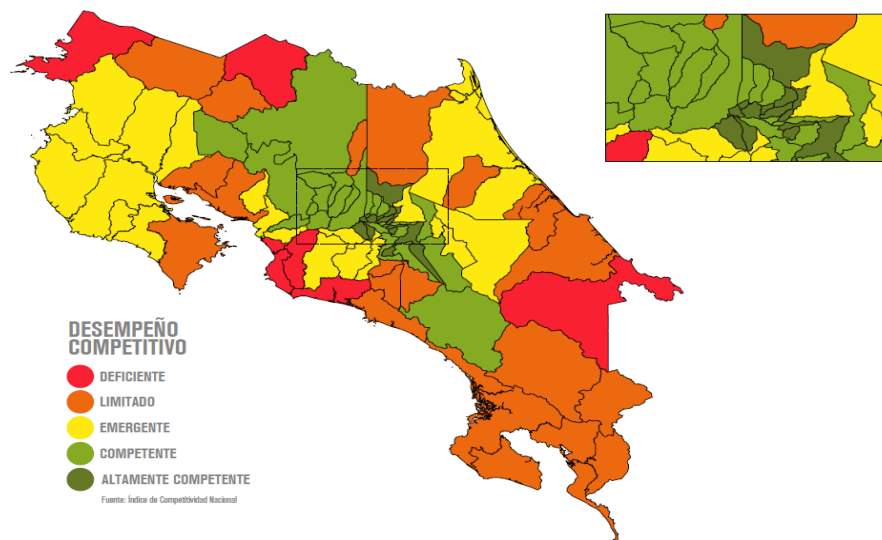 DESEMPEÑO
COMPETITIVO
DEFICIENTE
LIMITADO
EMERGENTE
COMPETENTE
ALTAMENTE COMPETENTE
Fuente: Índice de Competitividad Nacional